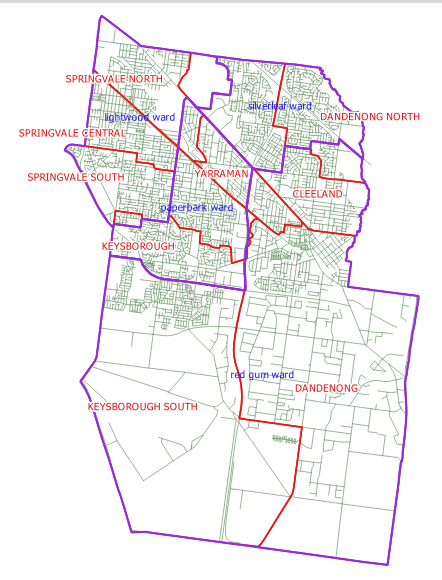 SPRINGVALE NORTH
silverleaf ward
lightwood ward
DANDENONG NORTH
SPRINGVALE CENTRAL
YARRAMAN
SPRINGVALE SOUTH
CLEELAND
paperbark ward
KEYSBOROUGH
red gum ward
DANDENONG
KEYSBOROUGH SOUTH